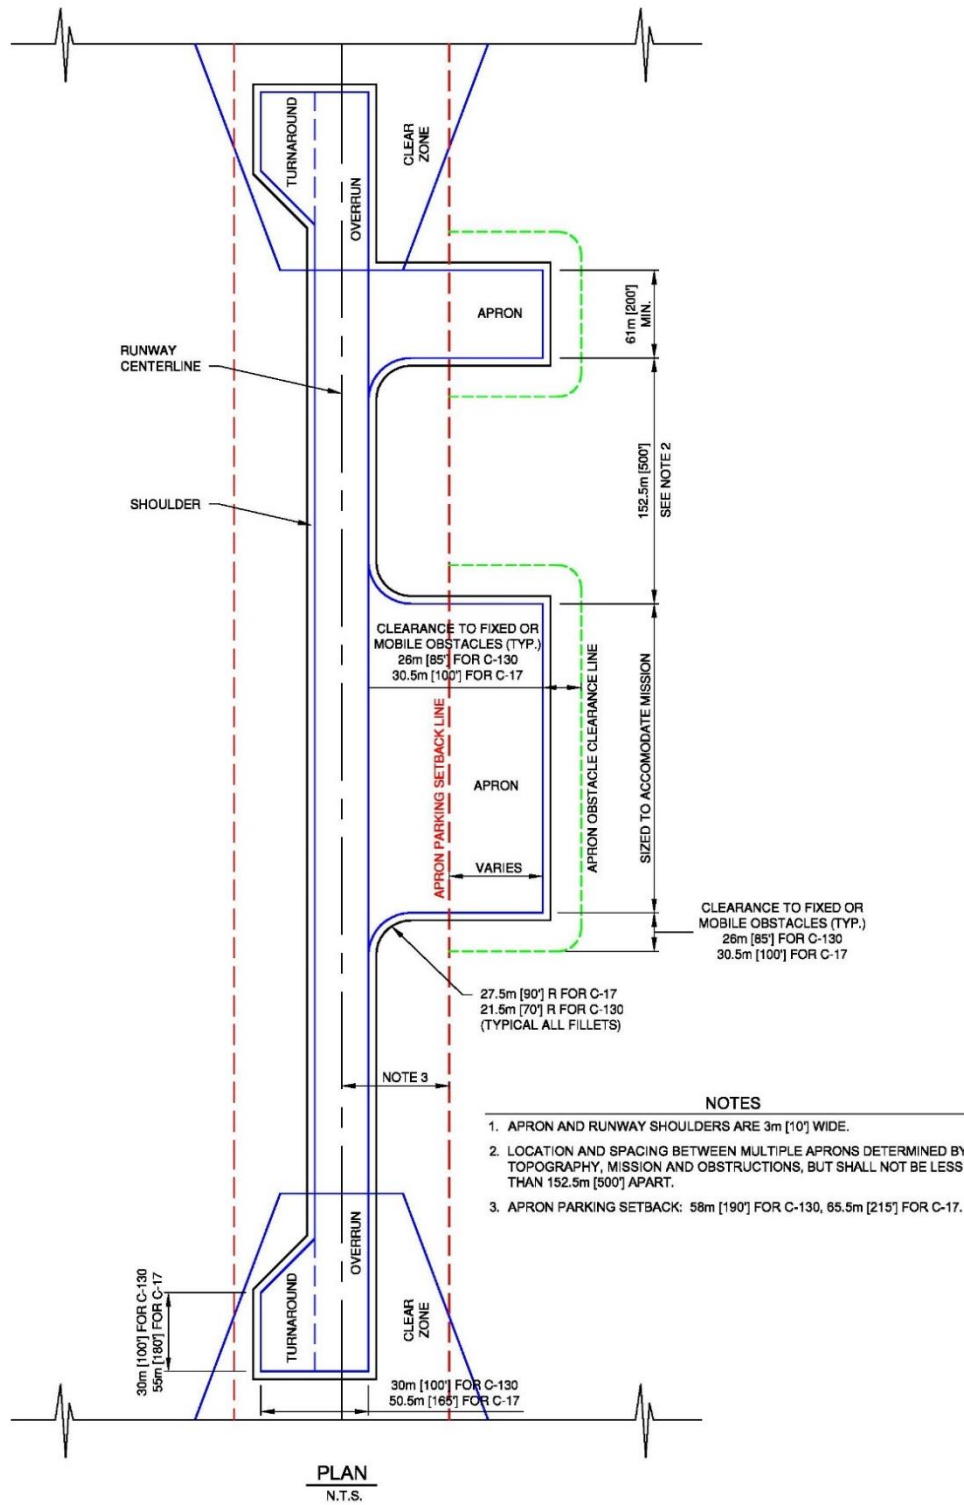 TURNAROUND
OVERRUN
CLEAR
ZONE
APRON
61m [200']
MIN.
RUNWAY
CENTERLINE
152.5m [500']
SEE NOTE 2
SHOULDER
CLEARANCE TO FIXED OR
MOBILE OBSTACLES (TYP.)
26m [85'] FOR C-130
30.5m [100'] FOR C-17
APRON PARKING SETBACK LINE
APRON
VARIES
APRON OBSTACLE CLEARANCE LINE
SIZED TO ACCOMODATE MISSION
CLEARANCE TO FIXED OR
MOBILE OBSTACLES (TYP.)
26m [85'] FOR C-130
30.5m [100'] FOR C-17
27.5m [90'] R FOR C-17
21.5m [70'] R FOR C-130
(TYPICAL ALL FILLETS)
NOTE 3
NOTES
1. APRON AND RUNWAY SHOULDERS ARE 3m [10'] WIDE.
2. LOCATION AND SPACING BETWEEN MULTIPLE APRONS DETERMINED BY
TOPOGRAPHY, MISSION AND OBSTRUCTIONS, BUT SHALL NOT BE LESS
THAN 152.5m [500'] APART.
3. APRON PARKING SETBACK: 58m [190'] FOR C-130, 65.5m [215'] FOR C-17.
OVERRUN
TURNAROUND
CLEAR
ZONE
30m [100'] FOR C-130
55m [180'] FOR C-17
30m [100'] FOR C-130
50.5m [165'] FOR C-17
PLAN
N.T.S.